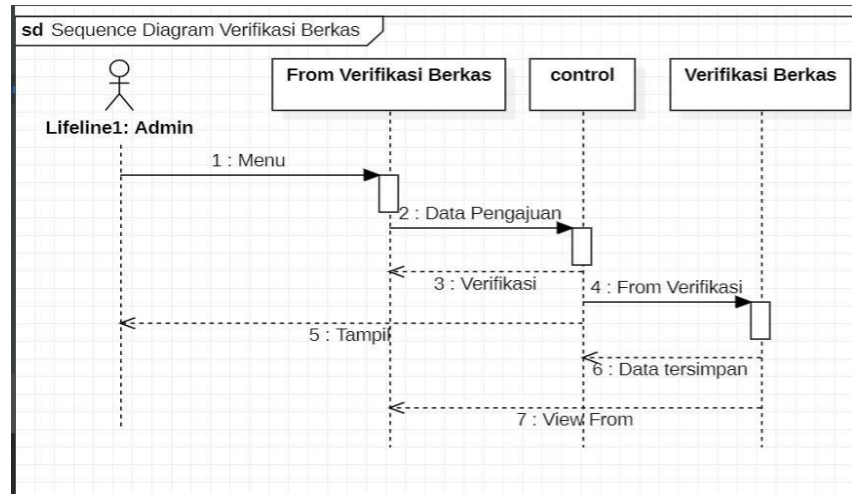 sd Sequence Diagram Verifikasi Berkas
From Verifikasi Berkas
control
Verifikasi Berkas
Lifeline1: Admin
1 : Menu
2 : Data Pengajuan
3 : Verifikasi
4 : From Verifikasi
5 : Tampil
6 : Data tersimpan
7 : View From